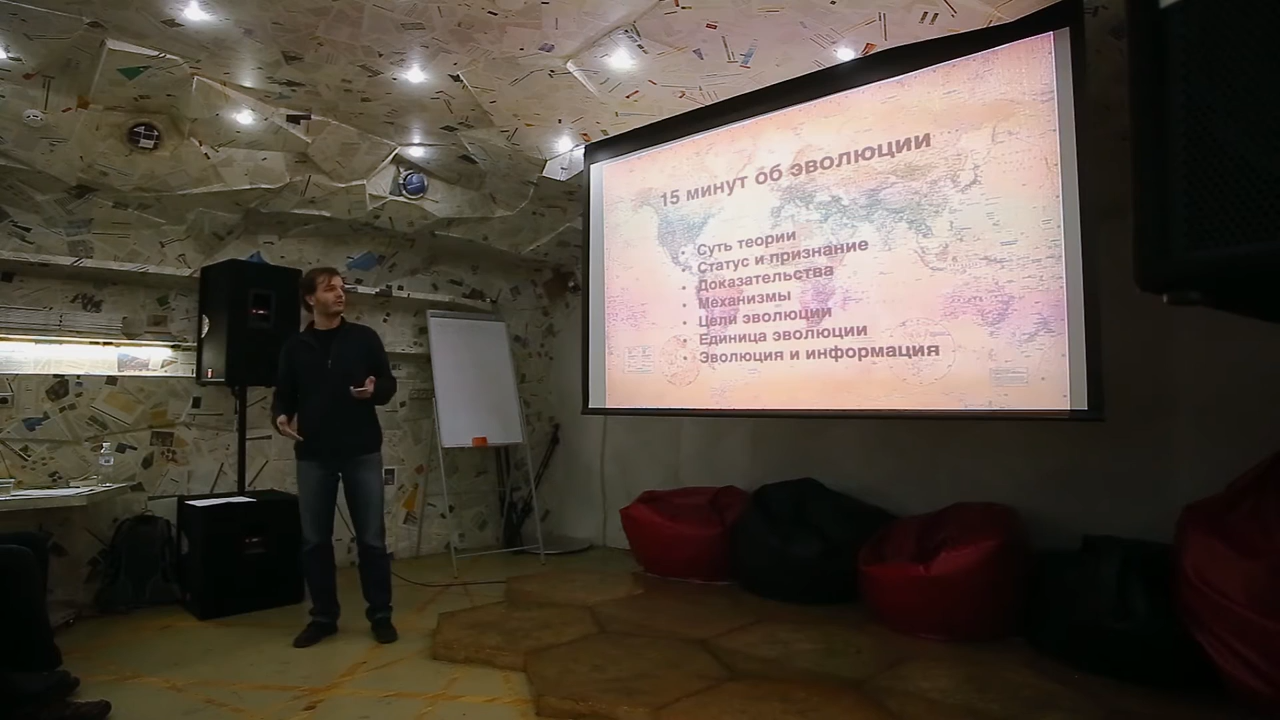 15 минут об эволюции
• Суть теории
• Статус и признание
• Доказательства
• Механизмы
• Цели эволюции
• Единица эволюции
• Эволюция и информация